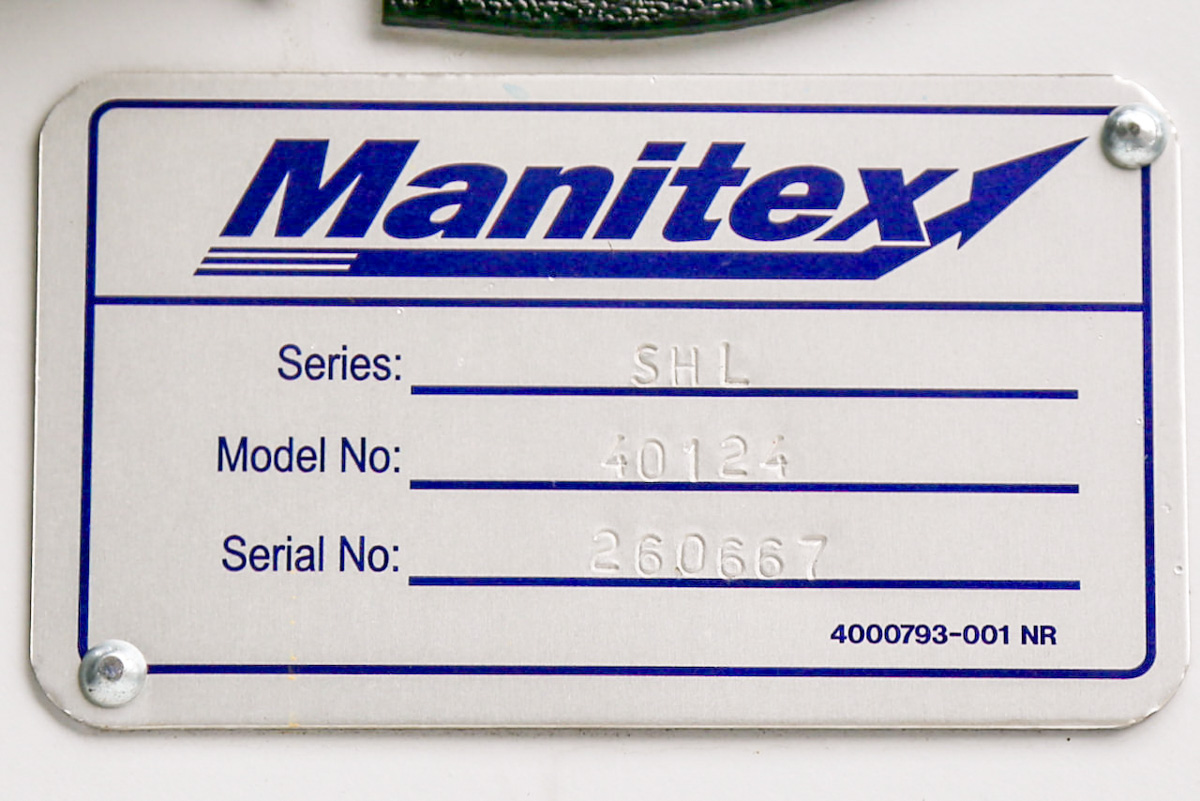 Manitex
Series: SHL
Model No: 40124
Serial No: 260667
4000793-001 NR